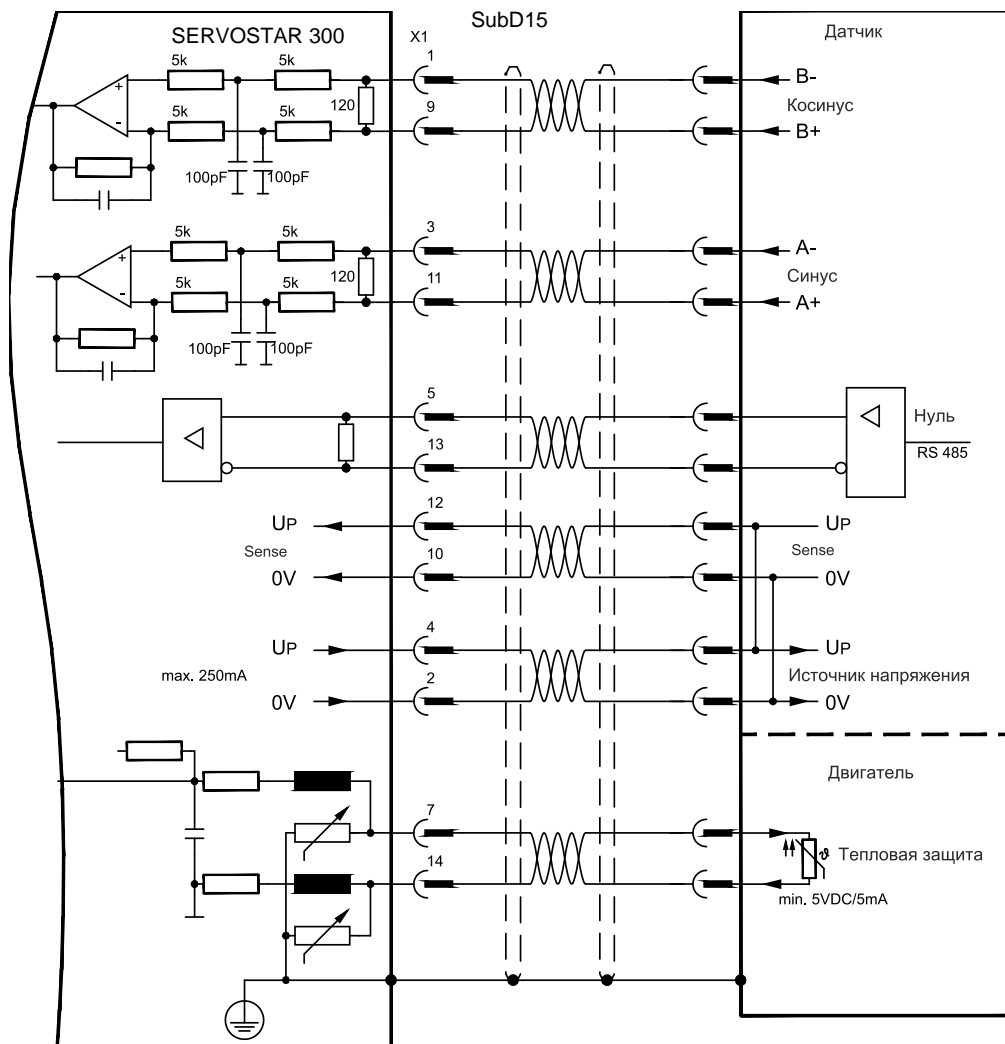 SubD15
SERVOSTAR 300
X1
Датчик
5k
5k
1
B-
+
120
Косинус
5k
5k
9
-
B+
100pF
100pF
5k
5k
3
A-
+
120
Синус
5k
5k
11
-
A+
100pF
100pF
5
Нуль
13
RS 485
UP
12
UP
Sense
10
Sense
0V
0V
UP
4
UP
max. 250mA
2
Источник напряжения
0V
0V
Двигатель
7
14
ϑ
Тепловая защита
min. 5VDC/5mA